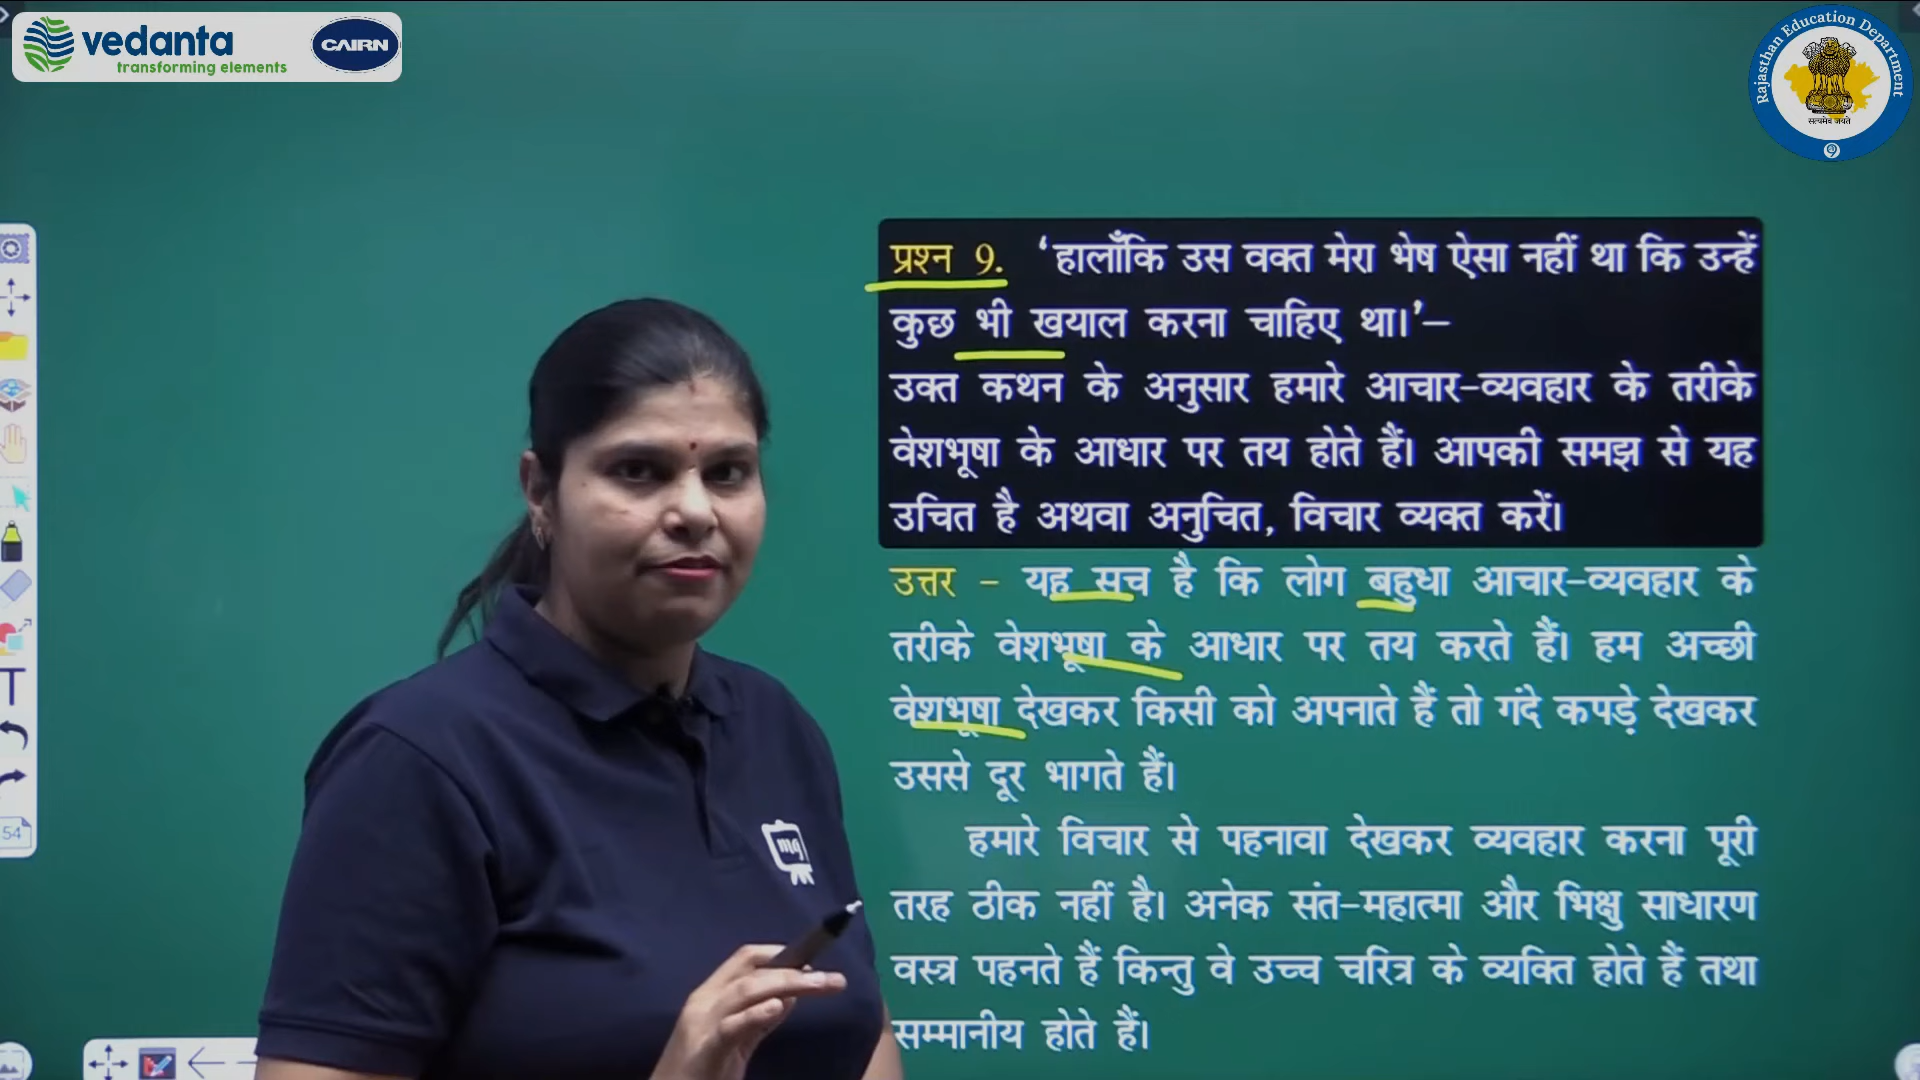 vedanta
transforming elements
CAIRN
Rajasthan Education Department
सत्यमेव जयते
प्रश्न 9. ‘हालाँकि उस वक्त मेरा भेष ऐसा नहीं था कि उन्हें
कुछ भी खयाल करना चाहिए था।’–
उक्त कथन के अनुसार हमारे आचार-व्यवहार के तरीके
वेशभूषा के आधार पर तय होते हैं। आपकी समझ से यह
उचित है अथवा अनुचित, विचार व्यक्त करें।
उत्तर - यह सच है कि लोग बहुधा आचार-व्यवहार के
तरीके वेशभूषा के आधार पर तय करते हैं। हम अच्छी
वेशभूषा देखकर किसी को अपनाते हैं तो गंदे कपड़े देखकर
उससे दूर भागते हैं।
हमारे विचार से पहनावा देखकर व्यवहार करना पूरी
तरह ठीक नहीं है। अनेक संत-महात्मा और भिक्षु साधारण
वस्त्र पहनते हैं किन्तु वे उच्च चरित्र के व्यक्ति होते हैं तथा
सम्मानीय होते हैं।
mg
T
54